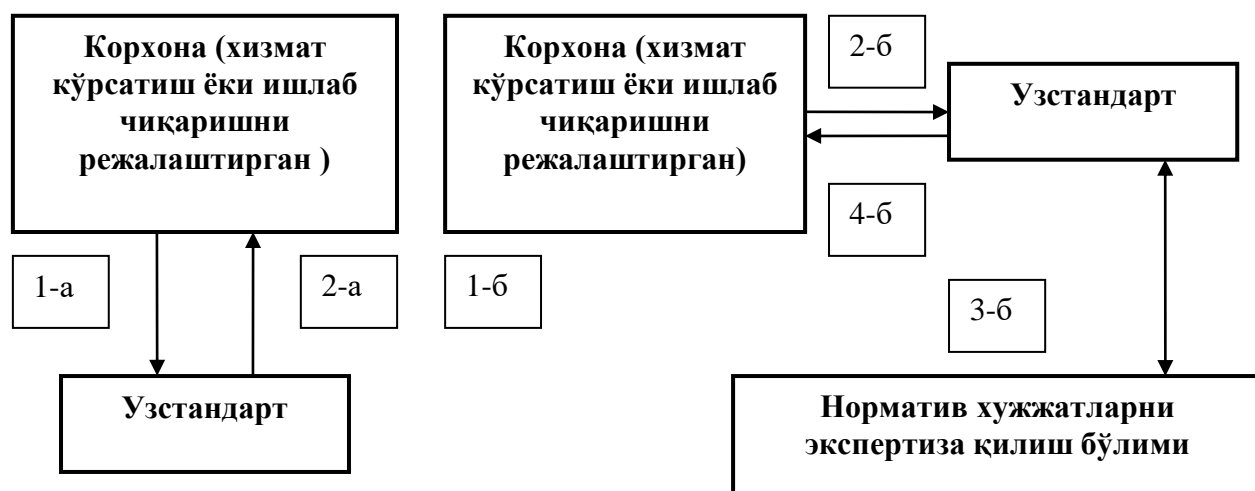 Корхона (хизмат
кўрсатиш ёки ишлаб
чиқаришни
режалаштирган )
Корхона (хизмат
кўрсатиш ёки ишлаб
чиқаришни
режалаштирган)
2-б
Узстандарт
4-б
1-а
2-а
1-б
3-б
Узстандарт
Норматив хужжатларни
экспертиза қилиш бўлими